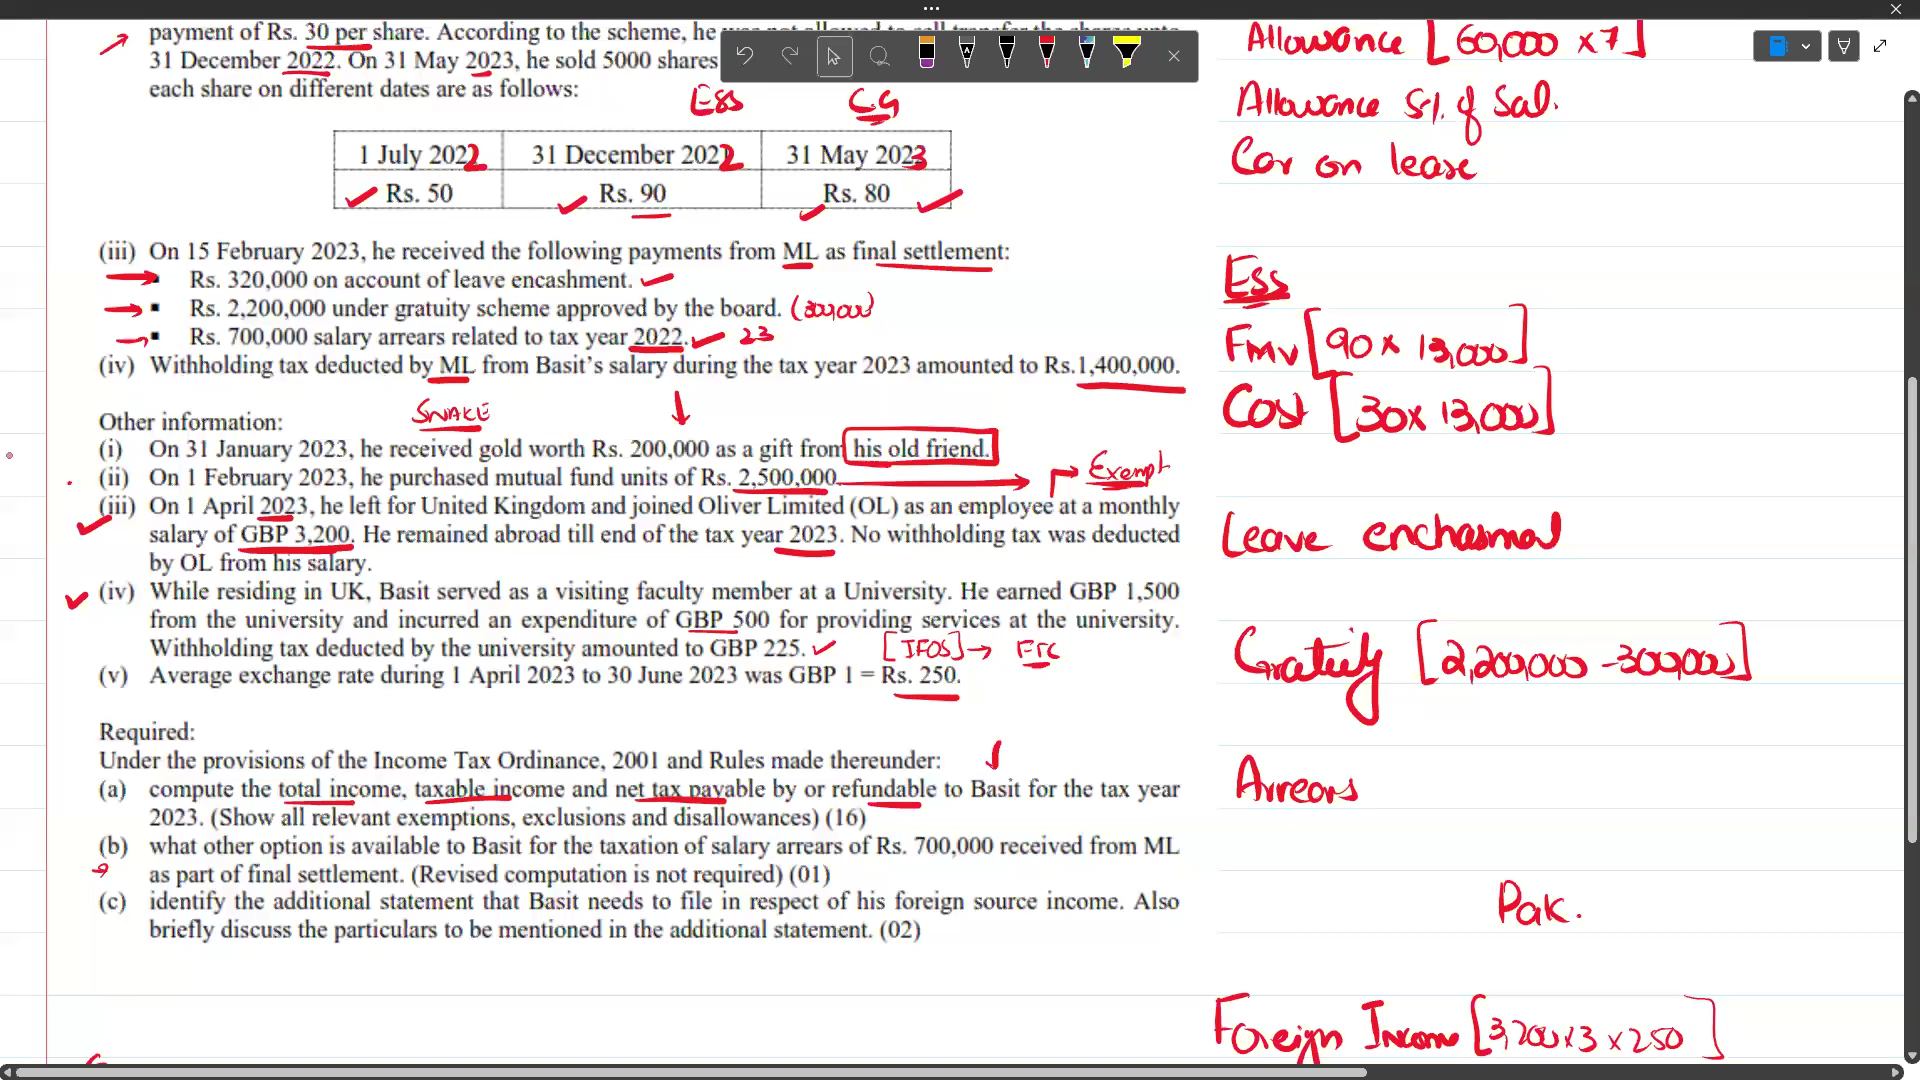 payment of Rs. 30 per share. According to the scheme, he was not allowed to
31 December 2022. On 31 May 2023, he sold 5000 shares
each share on different dates are as follows:
ESS CG
1 July 2022 31 December 2022 31 May 2023
Rs. 50 Rs. 90 Rs. 80
(iii) On 15 February 2023, he received the following payments from ML as final settlement:
▪ Rs. 320,000 on account of leave encashment.
▪ Rs. 2,200,000 under gratuity scheme approved by the board. (300,000)
▪ Rs. 700,000 salary arrears related to tax year 2022. 23
(iv) Withholding tax deducted by ML from Basit's salary during the tax year 2023 amounted to Rs.1,400,000.
SNAKE
Other information:
(i) On 31 January 2023, he received gold worth Rs. 200,000 as a gift from his old friend.
(ii) On 1 February 2023, he purchased mutual fund units of Rs. 2,500,000. Exempt
(iii) On 1 April 2023, he left for United Kingdom and joined Oliver Limited (OL) as an employee at a monthly
salary of GBP 3,200. He remained abroad till end of the tax year 2023. No withholding tax was deducted
by OL from his salary.
(iv) While residing in UK, Basit served as a visiting faculty member at a University. He earned GBP 1,500
from the university and incurred an expenditure of GBP 500 for providing services at the university.
Withholding tax deducted by the university amounted to GBP 225. [IFOS] → FTC
(v) Average exchange rate during 1 April 2023 to 30 June 2023 was GBP 1 = Rs. 250.
Required:
Under the provisions of the Income Tax Ordinance, 2001 and Rules made thereunder:
(a) compute the total income, taxable income and net tax payable by or refundable to Basit for the tax year
2023. (Show all relevant exemptions, exclusions and disallowances) (16)
(b) what other option is available to Basit for the taxation of salary arrears of Rs. 700,000 received from ML
as part of final settlement. (Revised computation is not required) (01)
(c) identify the additional statement that Basit needs to file in respect of his foreign source income. Also
briefly discuss the particulars to be mentioned in the additional statement. (02)
Allowance [60,000 x7]
Allowance 5% of Sal.
Car on lease
ESS
FMV [90 x 13,000]
Cost [30x 13,000]
Leave enchasmant
Gratuity [2,200,000 - 300,000]
Arrears
Pak.
Foreign Income [3,200x3 x 250]